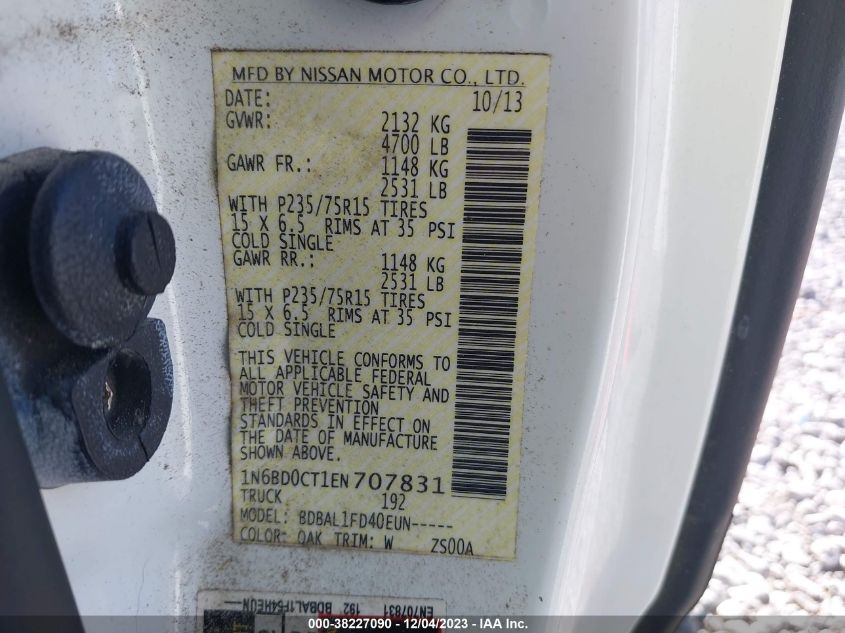 MFD BY NISSAN MOTOR CO., LTD.
DATE: 10/13
GVWR: 2132 KG
4700 LB
GAWR FR.: 1148 KG
2531 LB
WITH P235/75R15 TIRES
15 X 6.5 RIMS AT 35 PSI
COLD SINGLE
GAWR RR.: 1148 KG
2531 LB
WITH P235/75R15 TIRES
15 X 6.5 RIMS AT 35 PSI
COLD SINGLE
THIS VEHICLE CONFORMS TO
ALL APPLICABLE FEDERAL
MOTOR VEHICLE SAFETY AND
THEFT PREVENTION
STANDARDS IN EFFECT ON
THE DATE OF MANUFACTURE
SHOWN ABOVE.
1N6BD0CT1EN707831
TRUCK 192
MODEL: BDBAL1FD40EUN-----
COLOR: QAK TRIM: W ZS00A
EN707831 192 BDBAL1F54HEUN
000-38227090 - 12/04/2023 - IAA Inc.